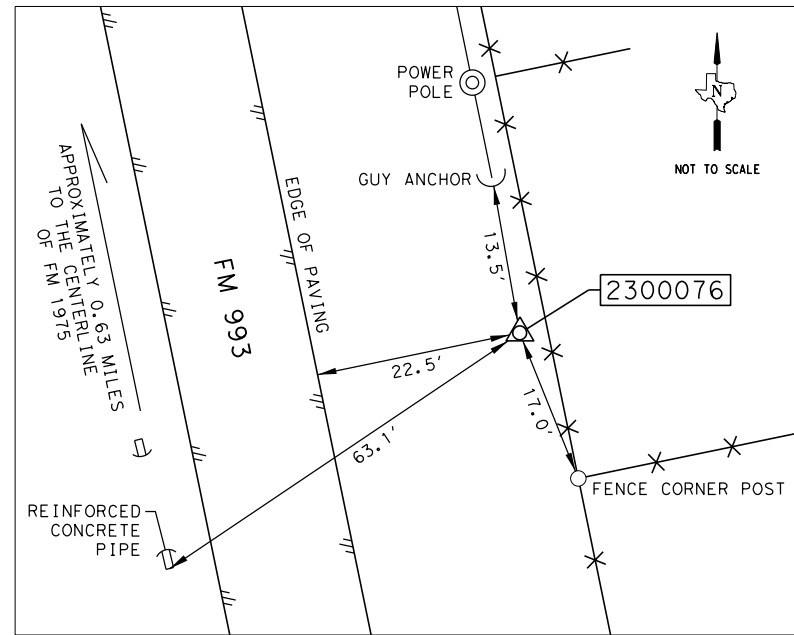 POWER
POLE
N
NOT TO SCALE
GUY ANCHOR
APPROXIMATELY 0.63 MILES
TO THE CENTERLINE
OF FM 1975
EDGE OF PAVING
FM 993
13.5'
2300076
22.5'
17.0'
63.1'
FENCE CORNER POST
REINFORCED
CONCRETE
PIPE